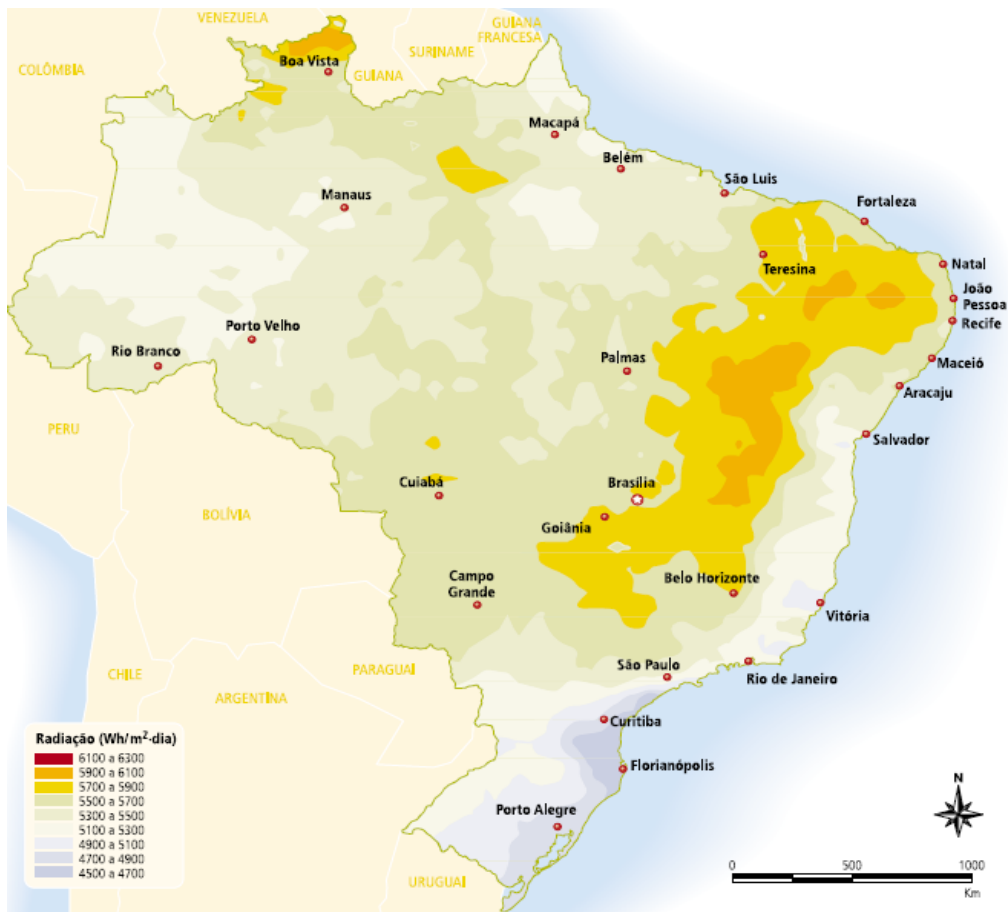 VENEZUELA
GUIANA
FRANCESA
SURINAME
COLÔMBIA
Boa Vista
GUIANA
Macapá
Belém
São Luis
Manaus
Fortaleza
Teresina
Natal
João
Pessoa
Recife
Porto Velho
Rio Branco
Palmas
Maceió
Aracaju
PERU
Salvador
Cuiabá
Brasília
BOLÍVIA
Goiânia
Campo
Grande
Belo Horizonte
Vitória
São Paulo
CHILE
PARAGUAI
Rio de Janeiro
ARGENTINA
Curitiba
Florianópolis
Porto Alegre
URUGUAI
Radiação (Wh/m²·dia)
6100 a 6300
5900 a 6100
5700 a 5900
5500 a 5700
5300 a 5500
5100 a 5300
4900 a 5100
4700 a 4900
4500 a 4700
N
0 500 1000
Km